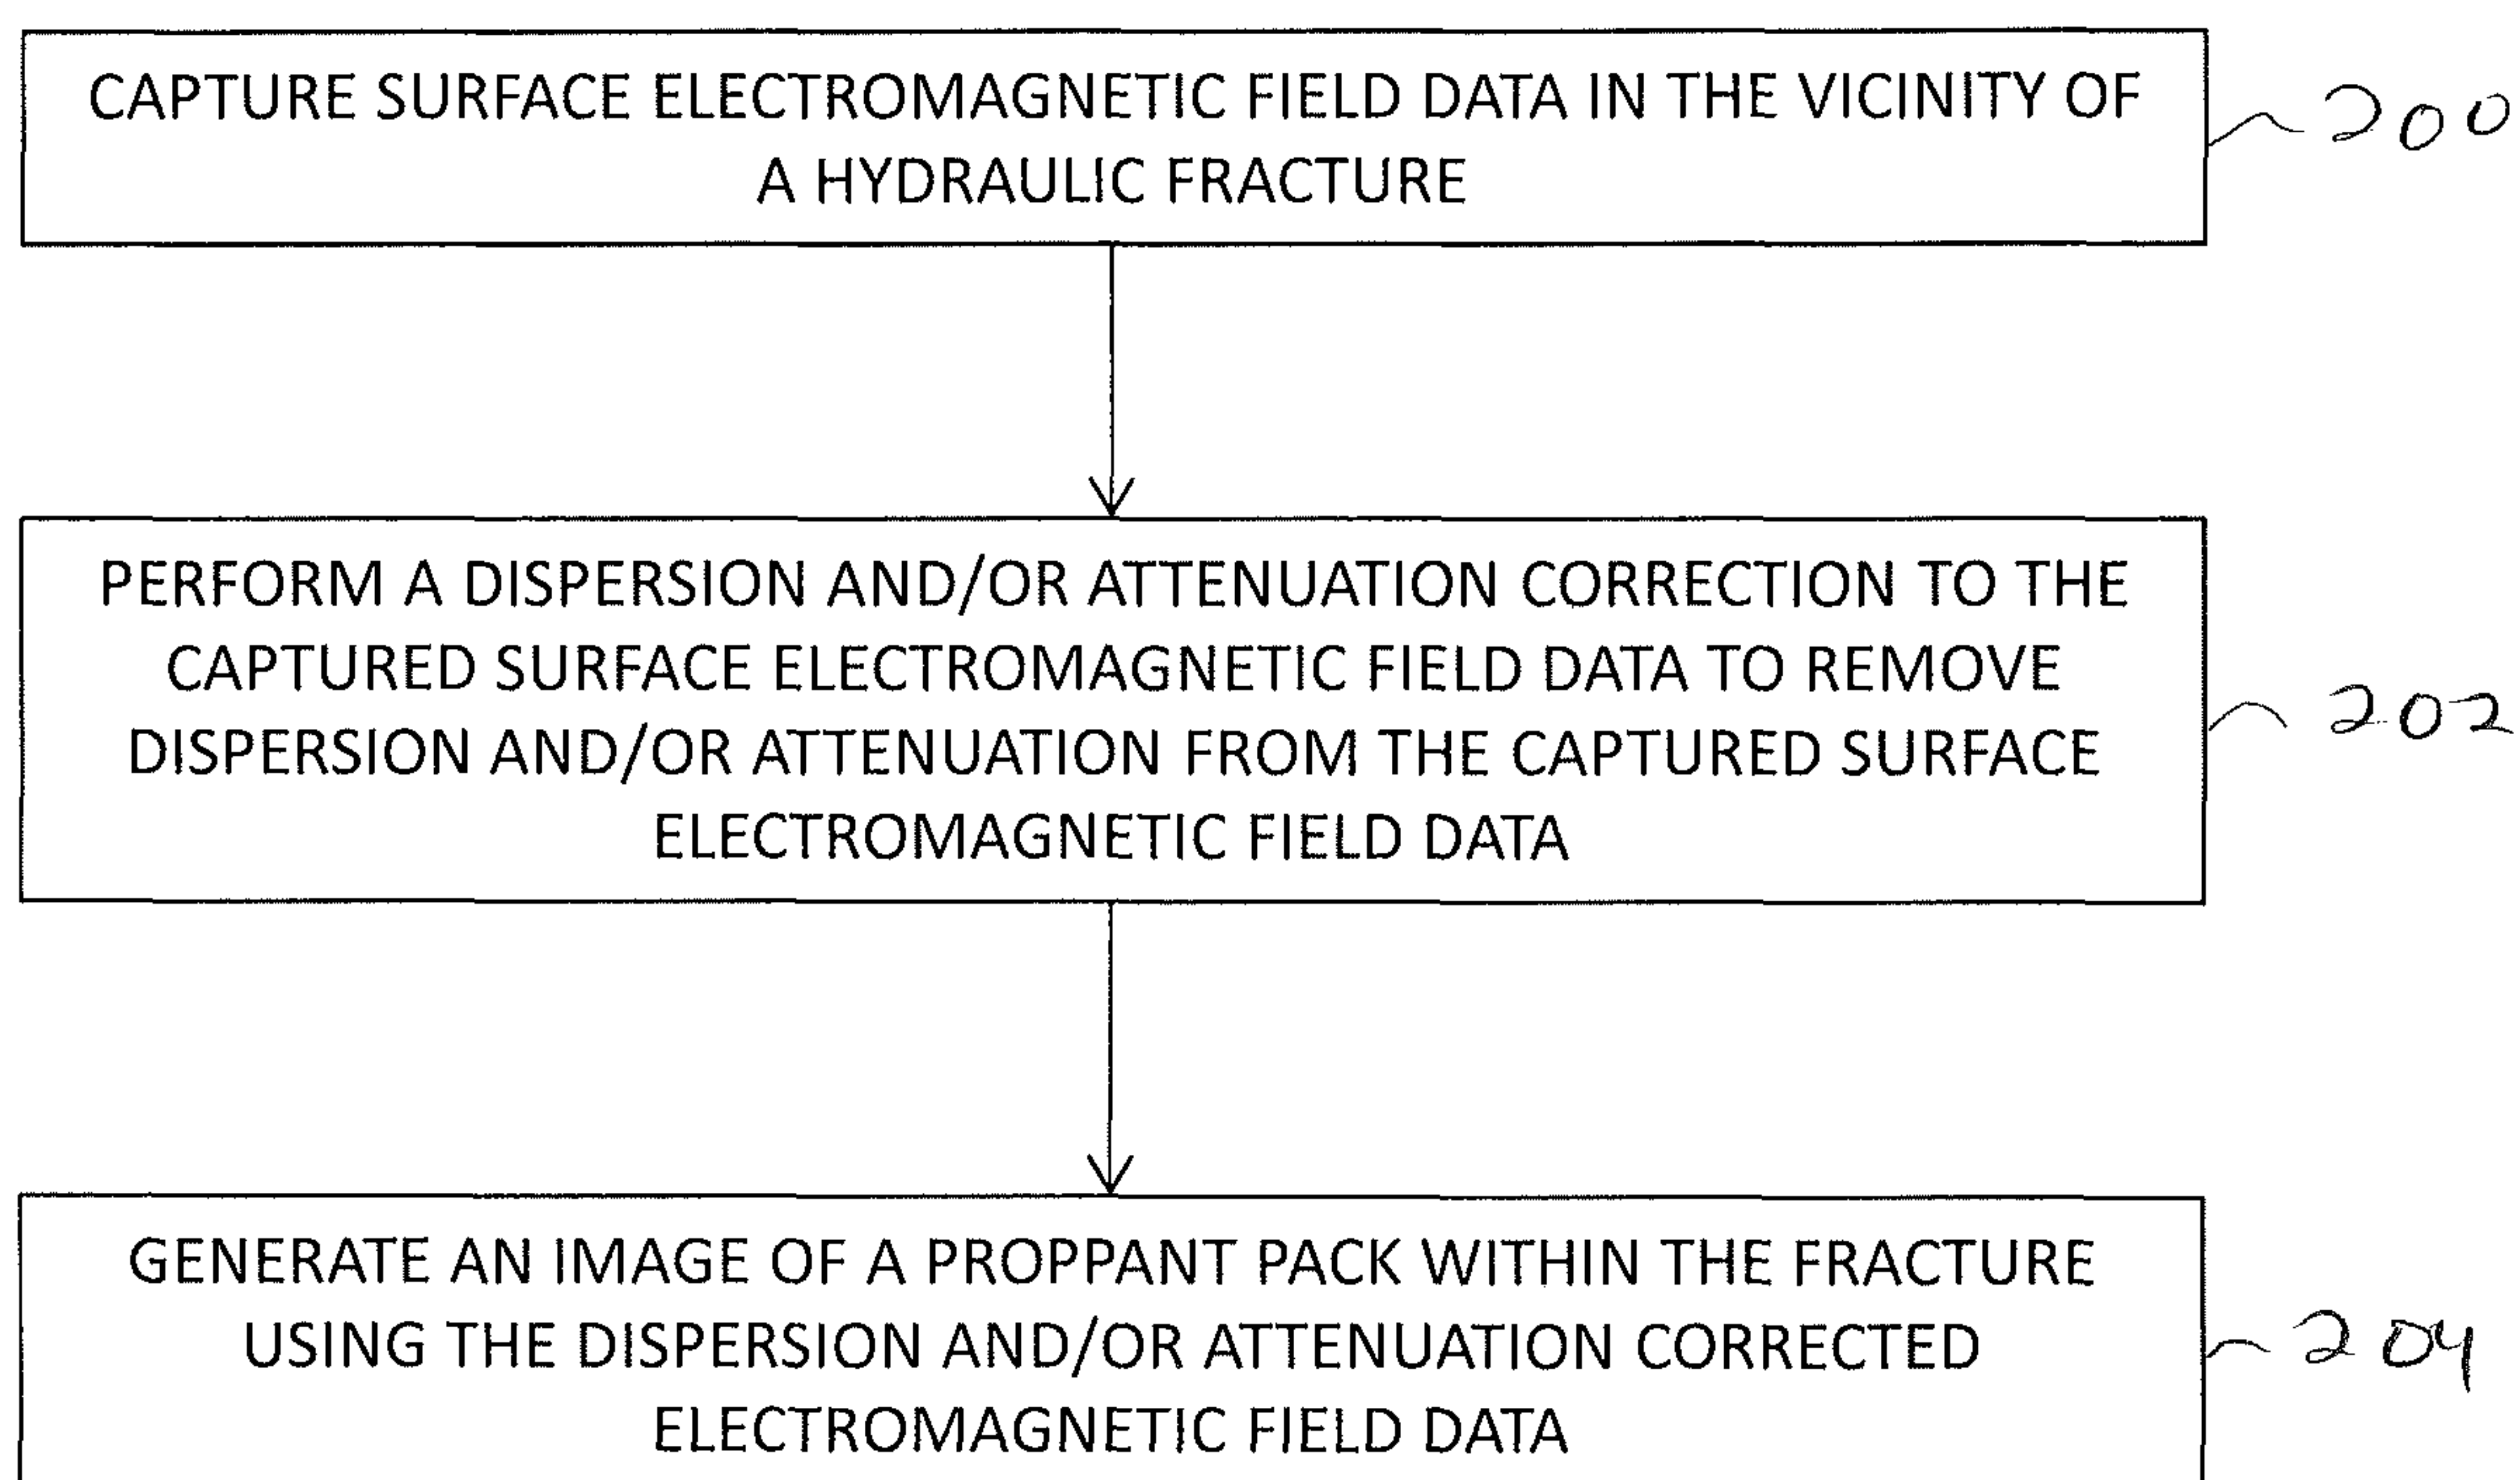 CAPTURE SURFACE ELECTROMAGNETIC FIELD DATA IN THE VICINITY OF
A HYDRAULIC FRACTURE
200
PERFORM A DISPERSION AND/OR ATTENUATION CORRECTION TO THE
CAPTURED SURFACE ELECTROMAGNETIC FIELD DATA TO REMOVE
DISPERSION AND/OR ATTENUATION FROM THE CAPTURED SURFACE
ELECTROMAGNETIC FIELD DATA
202
GENERATE AN IMAGE OF A PROPPANT PACK WITHIN THE FRACTURE
USING THE DISPERSION AND/OR ATTENUATION CORRECTED
ELECTROMAGNETIC FIELD DATA
204